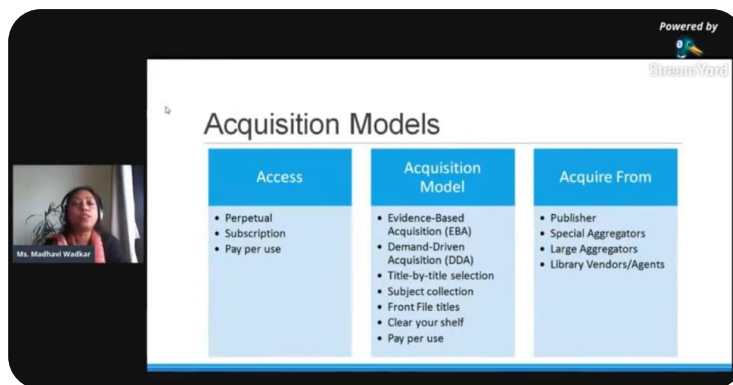 Powered by
StreamYard
Acquisition Models
Access
• Perpetual
• Subscription
• Pay per use
Acquisition
Model
• Evidence-Based
Acquisition (EBA)
• Demand-Driven
Acquisition (DDA)
• Title-by-title selection
• Subject collection
• Front File titles
• Clear your shelf
• Pay per use
Acquire From
• Publisher
• Special Aggregators
• Large Aggregators
• Library Vendors/Agents
Ms. Madhavi Wadkar